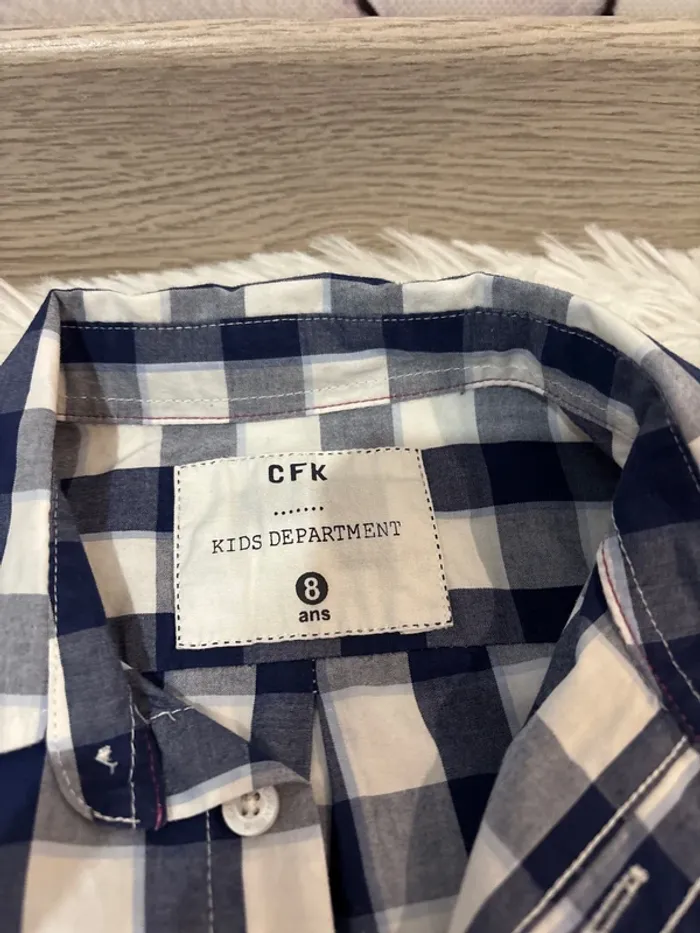 CFK
.......
KIDS DEPARTMENT
8
ans